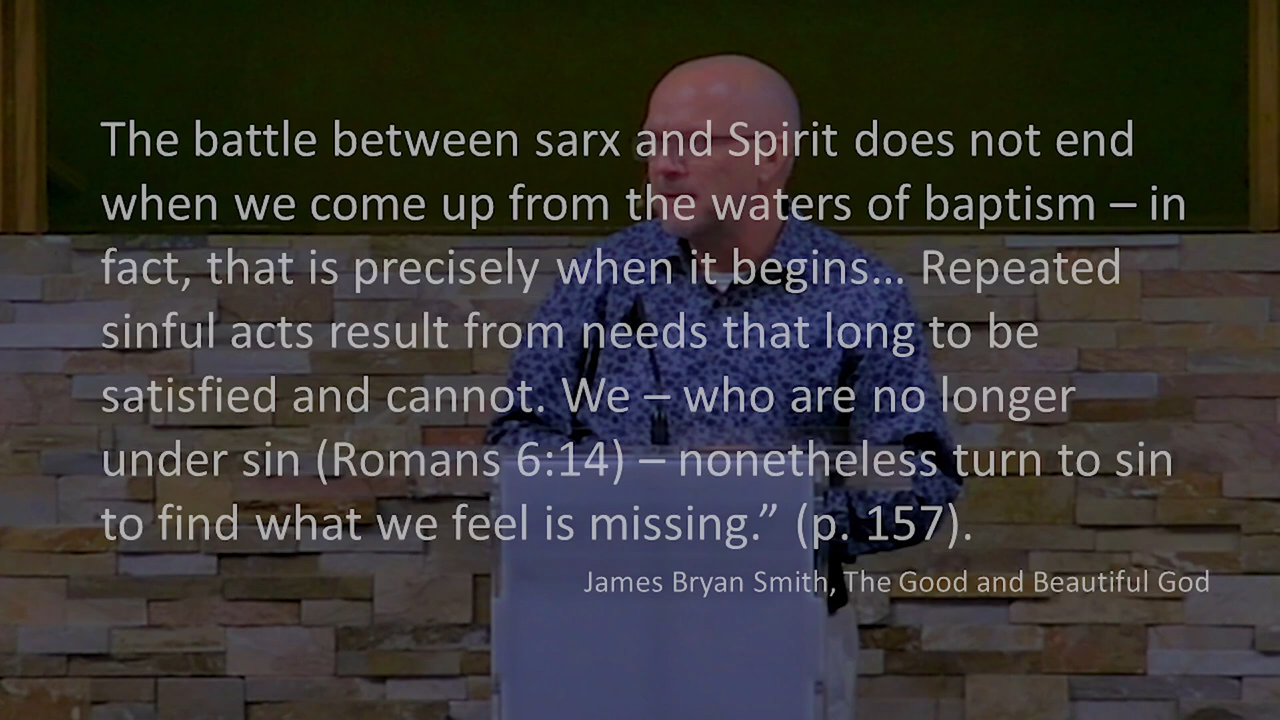 The battle between sarx and Spirit does not end
when we come up from the waters of baptism – in
fact, that is precisely when it begins... Repeated
sinful acts result from needs that long to be
satisfied and cannot. We – who are no longer
under sin (Romans 6:14) – nonetheless turn to sin
to find what we feel is missing.” (p. 157).
James Bryan Smith, The Good and Beautiful God